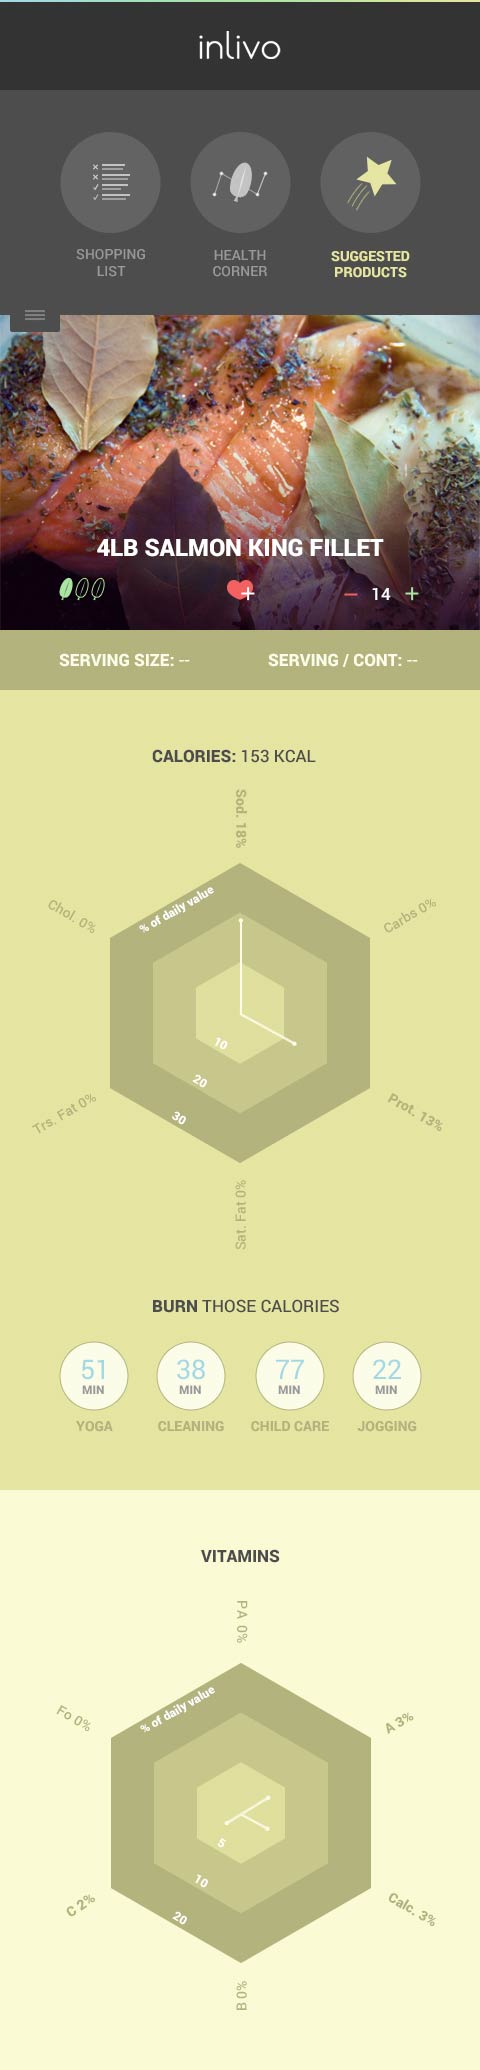 inlivo
SHOPPING
LIST
HEALTH
CORNER
SUGGESTED
PRODUCTS
4LB SALMON KING FILLET
14
SERVING SIZE: --
SERVING / CONT: --
CALORIES: 153 KCAL
Sod. 18%
Chol. 0%
Carbs 0%
% of daily value
10
20
30
Trs. Fat 0%
Prot. 13%
Sat. Fat 0%
BURN THOSE CALORIES
51
MIN
YOGA
38
MIN
CLEANING
77
MIN
CHILD CARE
22
MIN
JOGGING
VITAMINS
PA 0%
Fo 0%
A 3%
% of daily value
5
10
20
C 2%
Calc. 3%
B 0%